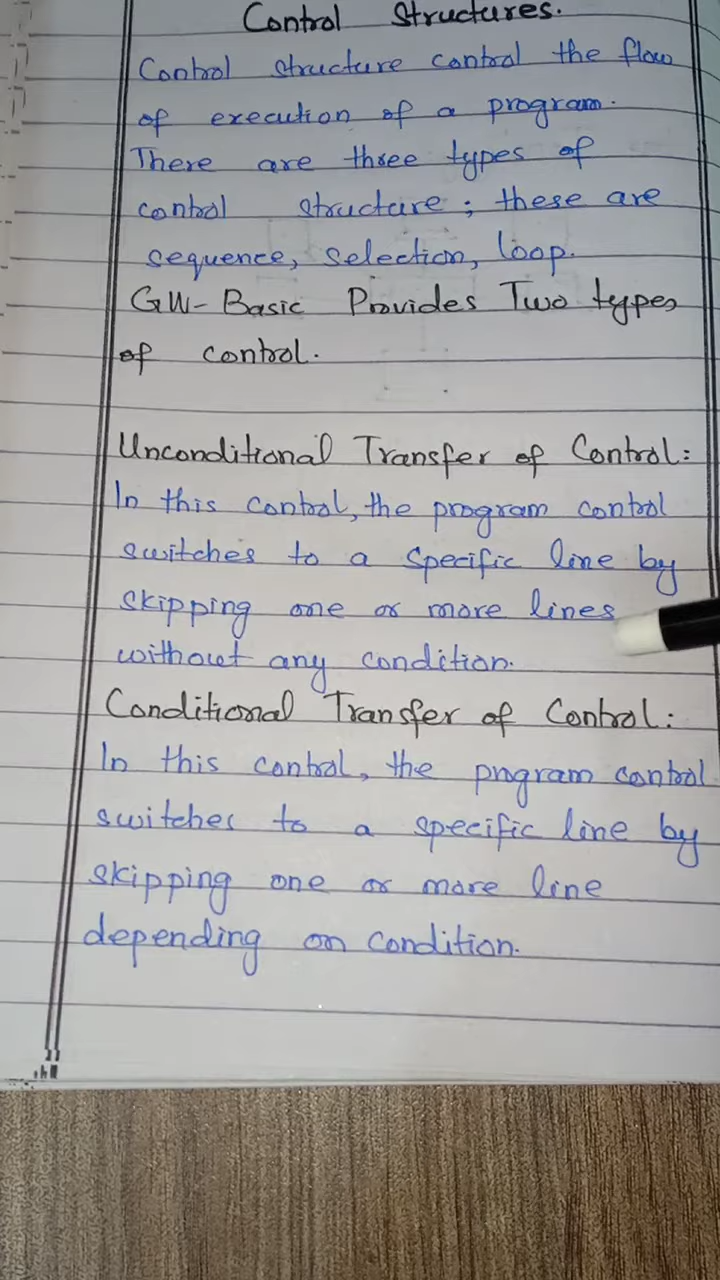 Control Structures.
Control structure control the flow
of execution of a program.
There are three types of
control structure; these are
sequence, selection, loop.
GW-Basic Provides Two types
of control.
Unconditional Transfer of Control:
In this control, the program control
switches to a specific line by
skipping one or more lines
without any condition.
Conditional Transfer of Control:
In this control, the program control
switches to a specific line by
skipping one or more line
depending on condition.